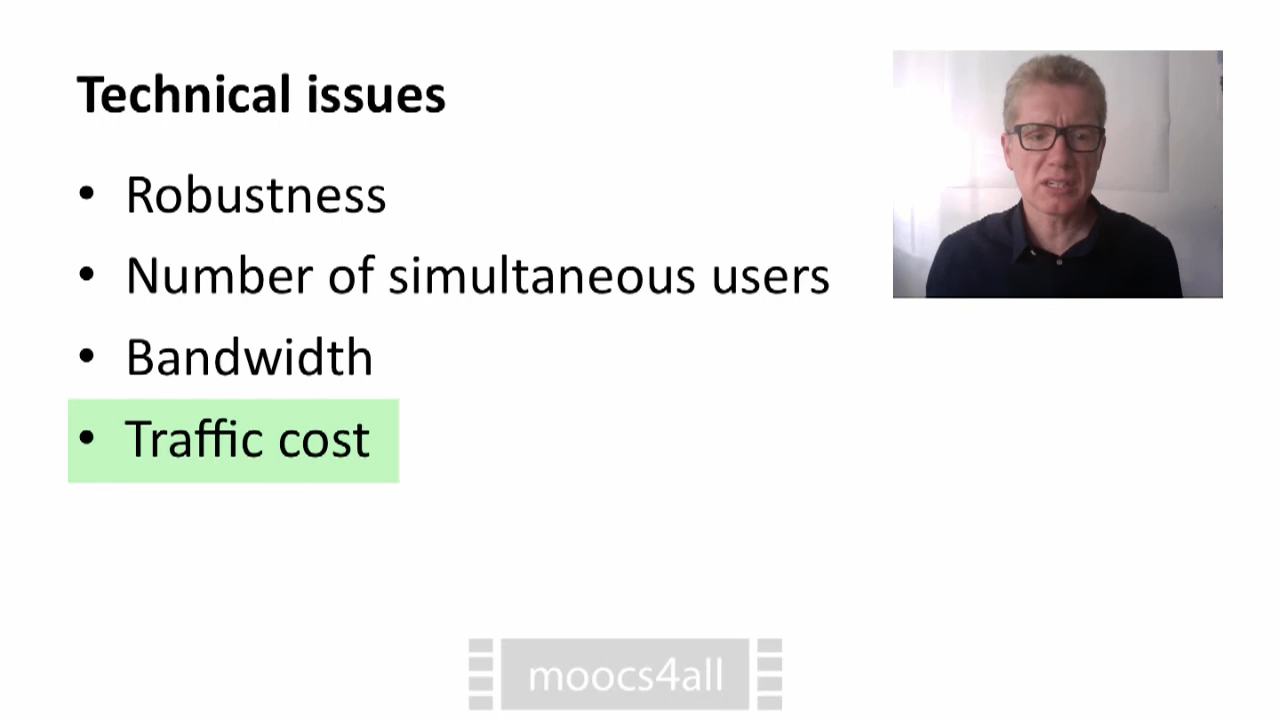 Technical issues
• Robustness
• Number of simultaneous users
• Bandwidth
• Traffic cost
moocs4all